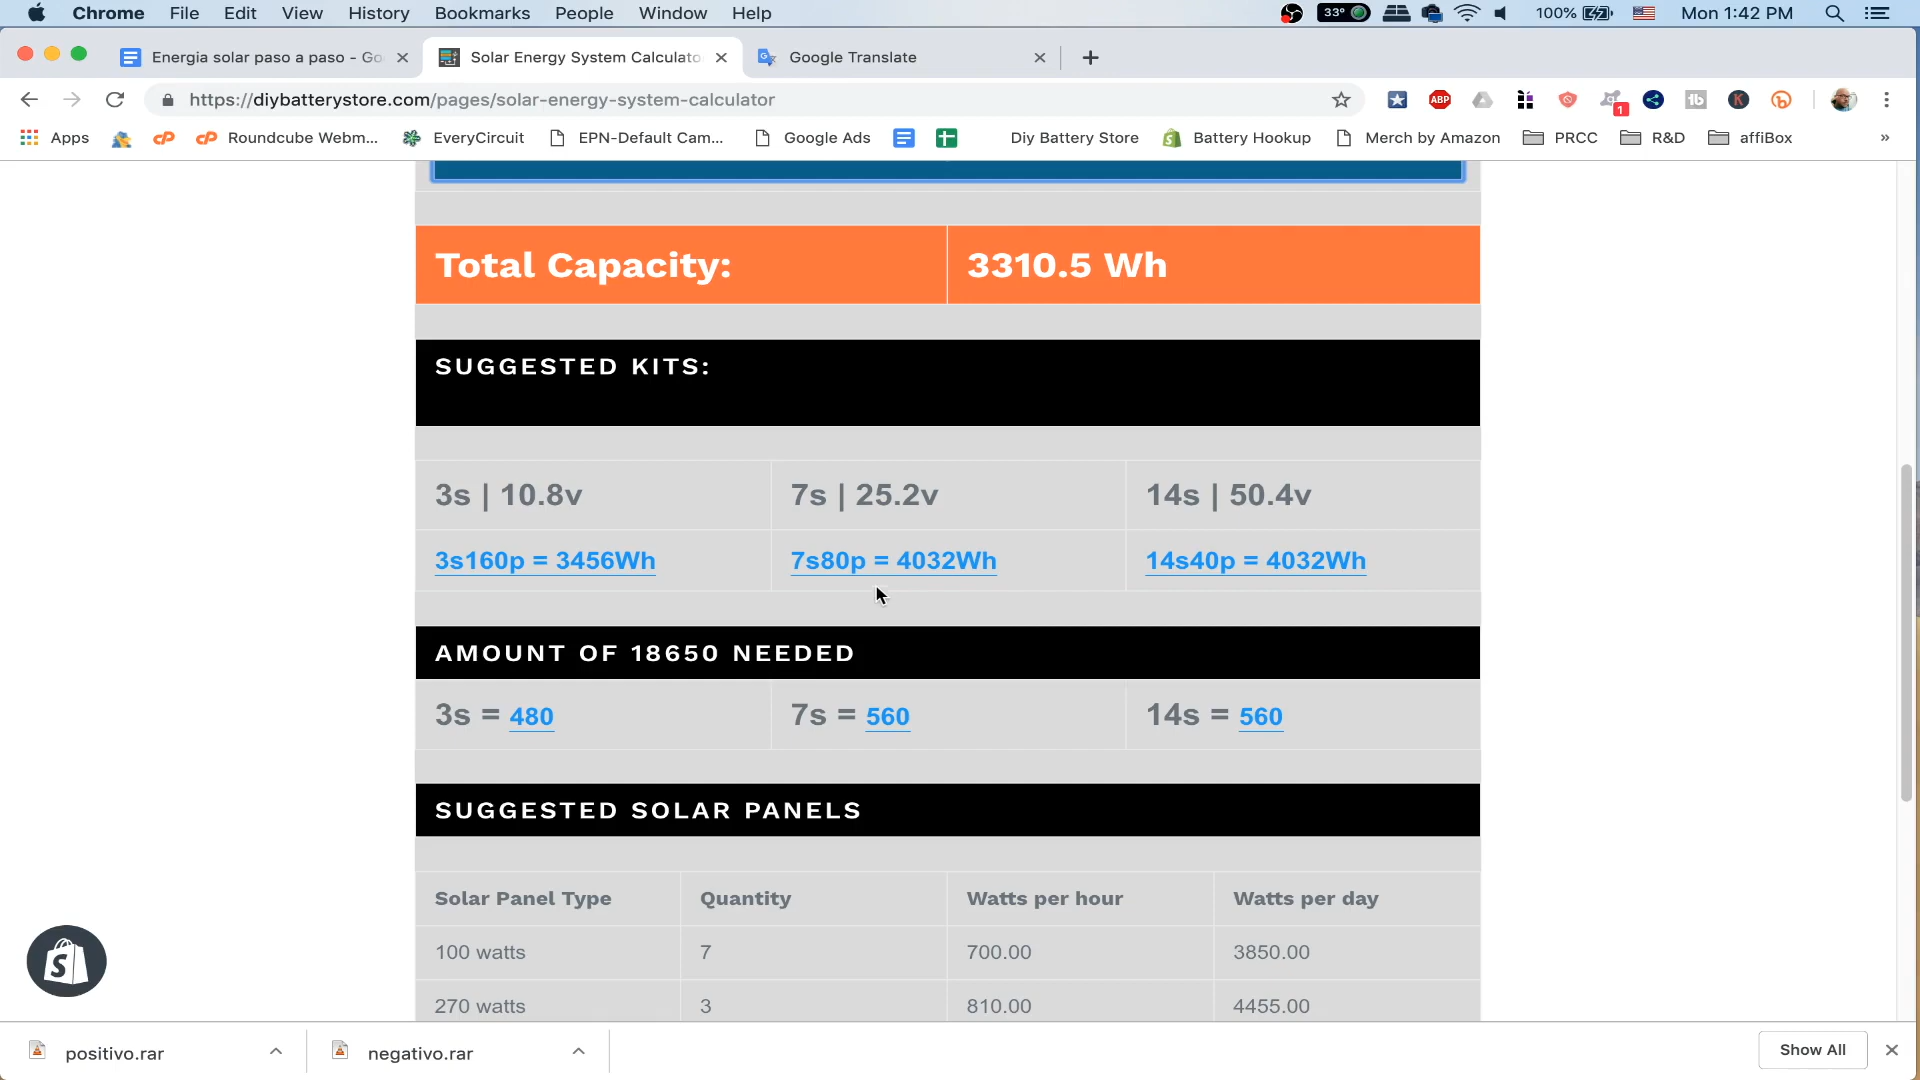 Chrome File Edit View History Bookmarks People Window Help 33° 100% Mon 1:42 PM
Energia solar paso a paso - Go Solar Energy System Calculato Google Translate
https://diybatterystore.com/pages/solar-energy-system-calculator ABP 1 tb K
Apps cP cP Roundcube Webm... EveryCircuit EPN-Default Cam... Google Ads Diy Battery Store Battery Hookup Merch by Amazon PRCC R&D affiBox »
Total Capacity: 3310.5 Wh
SUGGESTED KITS:
3s | 10.8v 7s | 25.2v 14s | 50.4v
3s160p = 3456Wh 7s80p = 4032Wh 14s40p = 4032Wh
AMOUNT OF 18650 NEEDED
3s = 480 7s = 560 14s = 560
SUGGESTED SOLAR PANELS
Solar Panel Type Quantity Watts per hour Watts per day
100 watts 7 700.00 3850.00
270 watts 3 810.00 4455.00
positivo.rar negativo.rar Show All